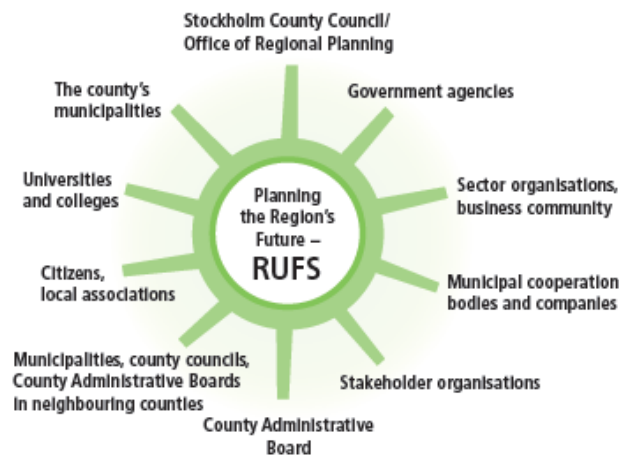 Stockholm County Council/
Office of Regional Planning
The county's
municipalities
Government agencies
Universities
and colleges
Planning
the Region's
Future –
RUFS
Sector organisations,
business community
Citizens,
local associations
Municipal cooperation
bodies and companies
Municipalities, county councils,
County Administrative Boards
in neighbouring counties
Stakeholder organisations
County Administrative
Board